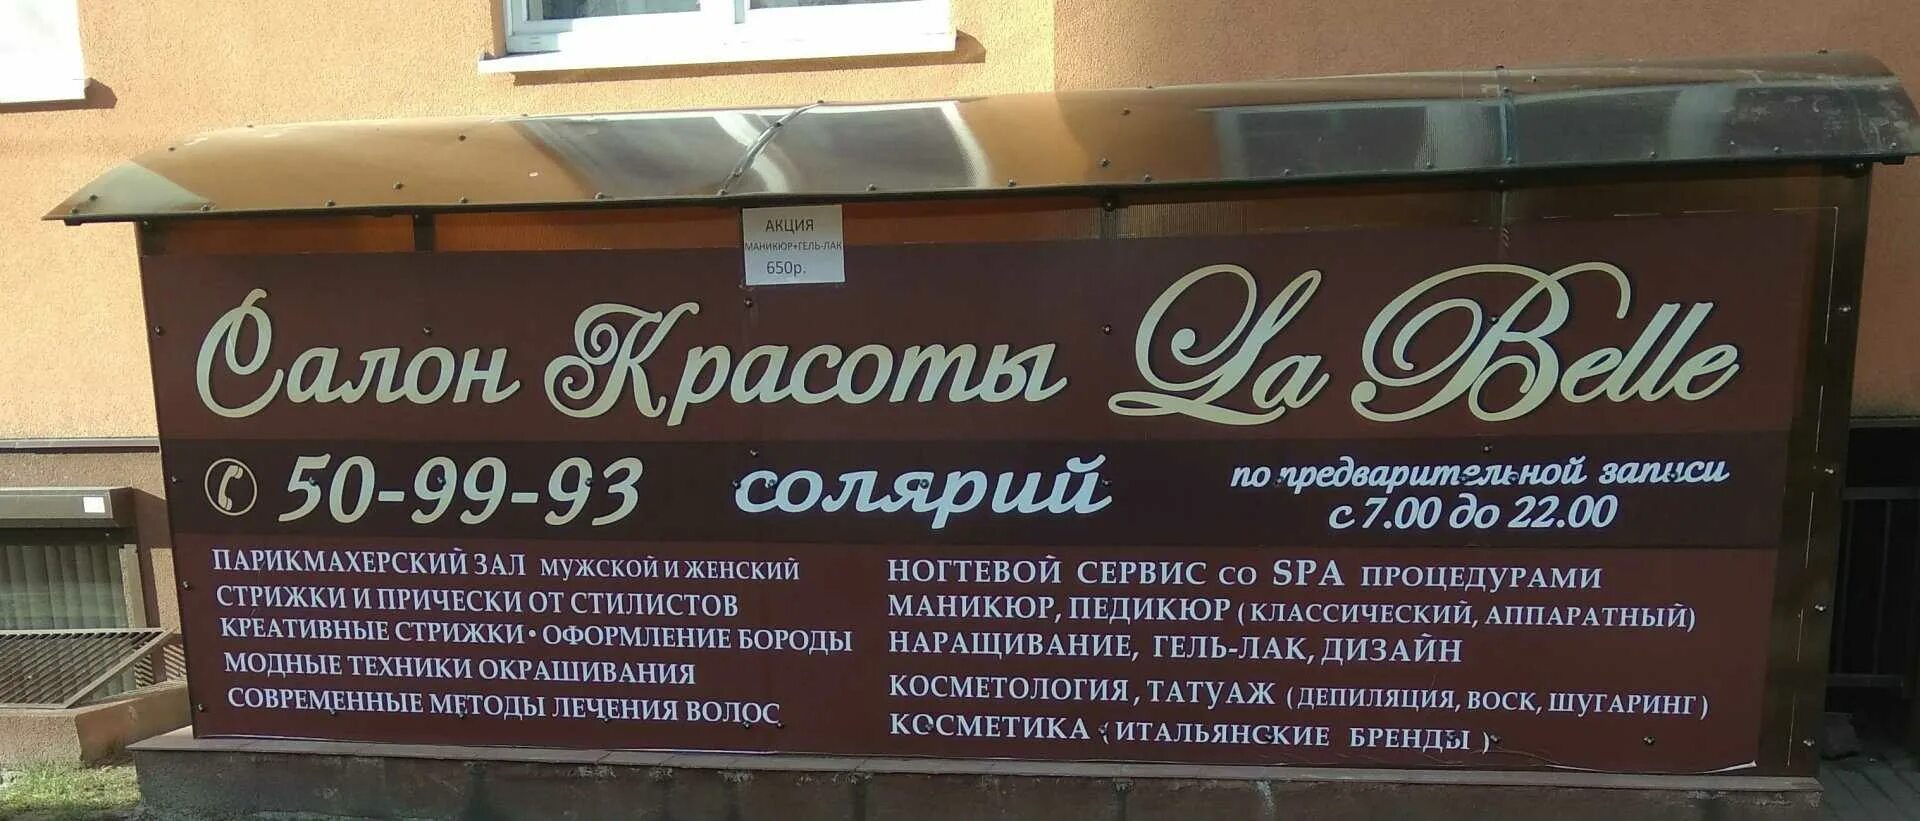 АКЦИЯ
МАНИКЮР+ГЕЛЬ-ЛАК
650р.
Салон Красоты La Belle
50-99-93 солярий
по предварительной записи
с 7.00 до 22.00
ПАРИКМАХЕРСКИЙ ЗАЛ МУЖСКОЙ И ЖЕНСКИЙ
СТРИЖКИ И ПРИЧЕСКИ ОТ СТИЛИСТОВ
КРЕАТИВНЫЕ СТРИЖКИ • ОФОРМЛЕНИЕ БОРОДЫ
МОДНЫЕ ТЕХНИКИ ОКРАШИВАНИЯ
СОВРЕМЕННЫЕ МЕТОДЫ ЛЕЧЕНИЯ ВОЛОС
НОГТЕВОЙ СЕРВИС СО SPA ПРОЦЕДУРАМИ
МАНИКЮР, ПЕДИКЮР (КЛАССИЧЕСКИЙ, АППАРАТНЫЙ)
НАРАЩИВАНИЕ, ГЕЛЬ-ЛАК, ДИЗАЙН
КОСМЕТОЛОГИЯ, ТАТУАЖ (ДЕПИЛЯЦИЯ, ВОСК, ШУГАРИНГ)
КОСМЕТИКА (ИТАЛЬЯНСКИЕ БРЕНДЫ)